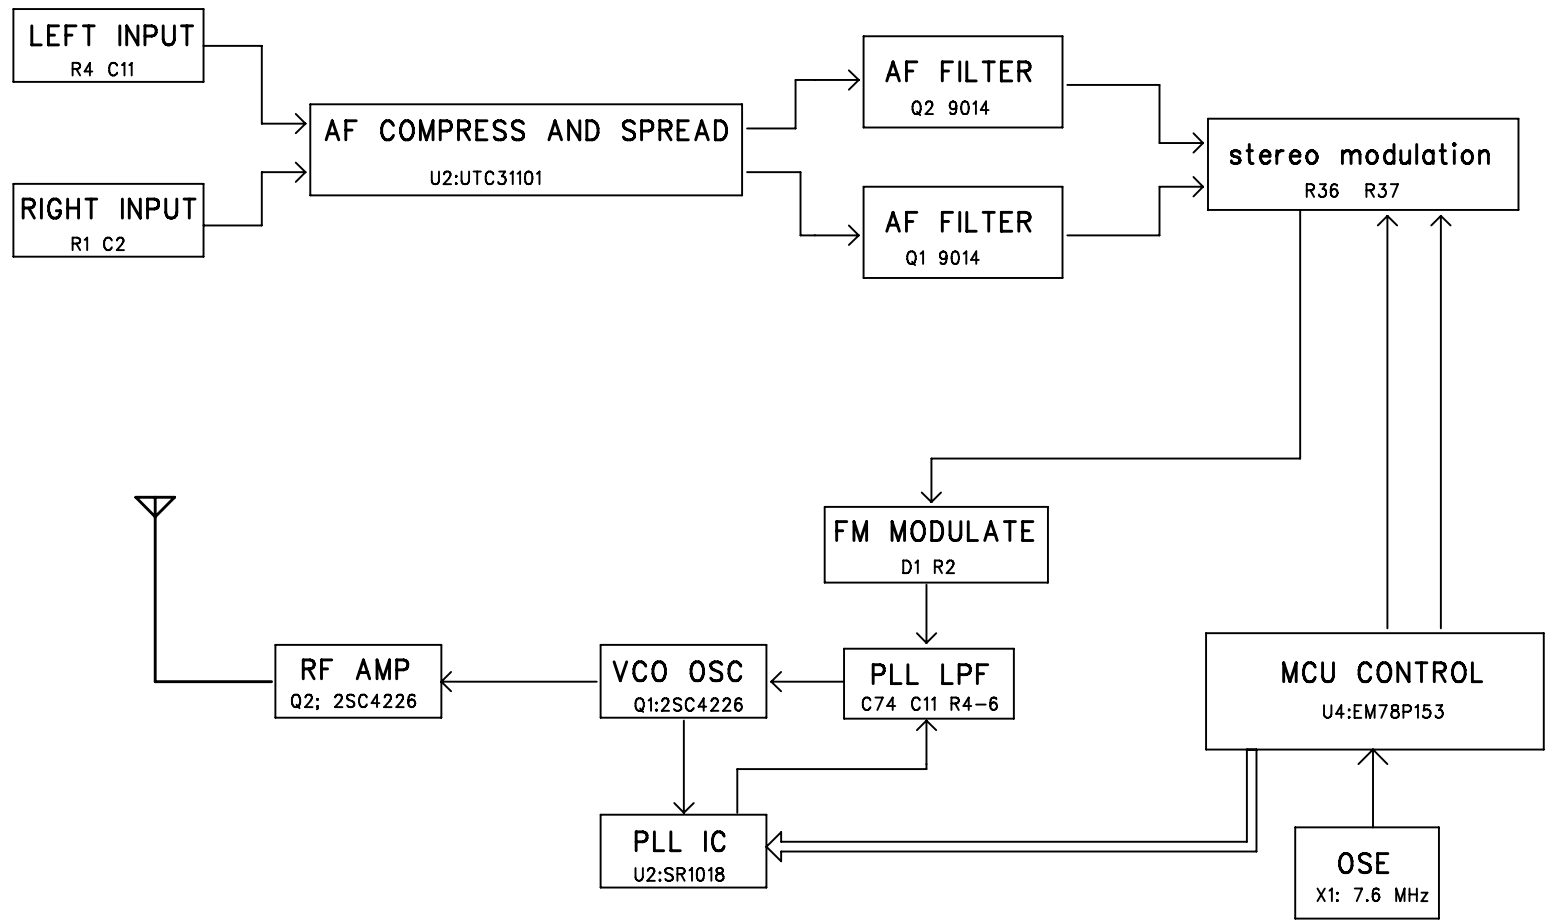 LEFT INPUT
R4 C11
RIGHT INPUT
R1 C2
AF COMPRESS AND SPREAD
U2:UTC31101
AF FILTER
Q2 9014
AF FILTER
Q1 9014
stereo modulation
R36 R37
FM MODULATE
D1 R2
RF AMP
Q2; 2SC4226
VCO OSC
Q1:2SC4226
PLL LPF
C74 C11 R4-6
MCU CONTROL
U4:EM78P153
PLL IC
U2:SR1018
OSE
X1: 7.6 MHz